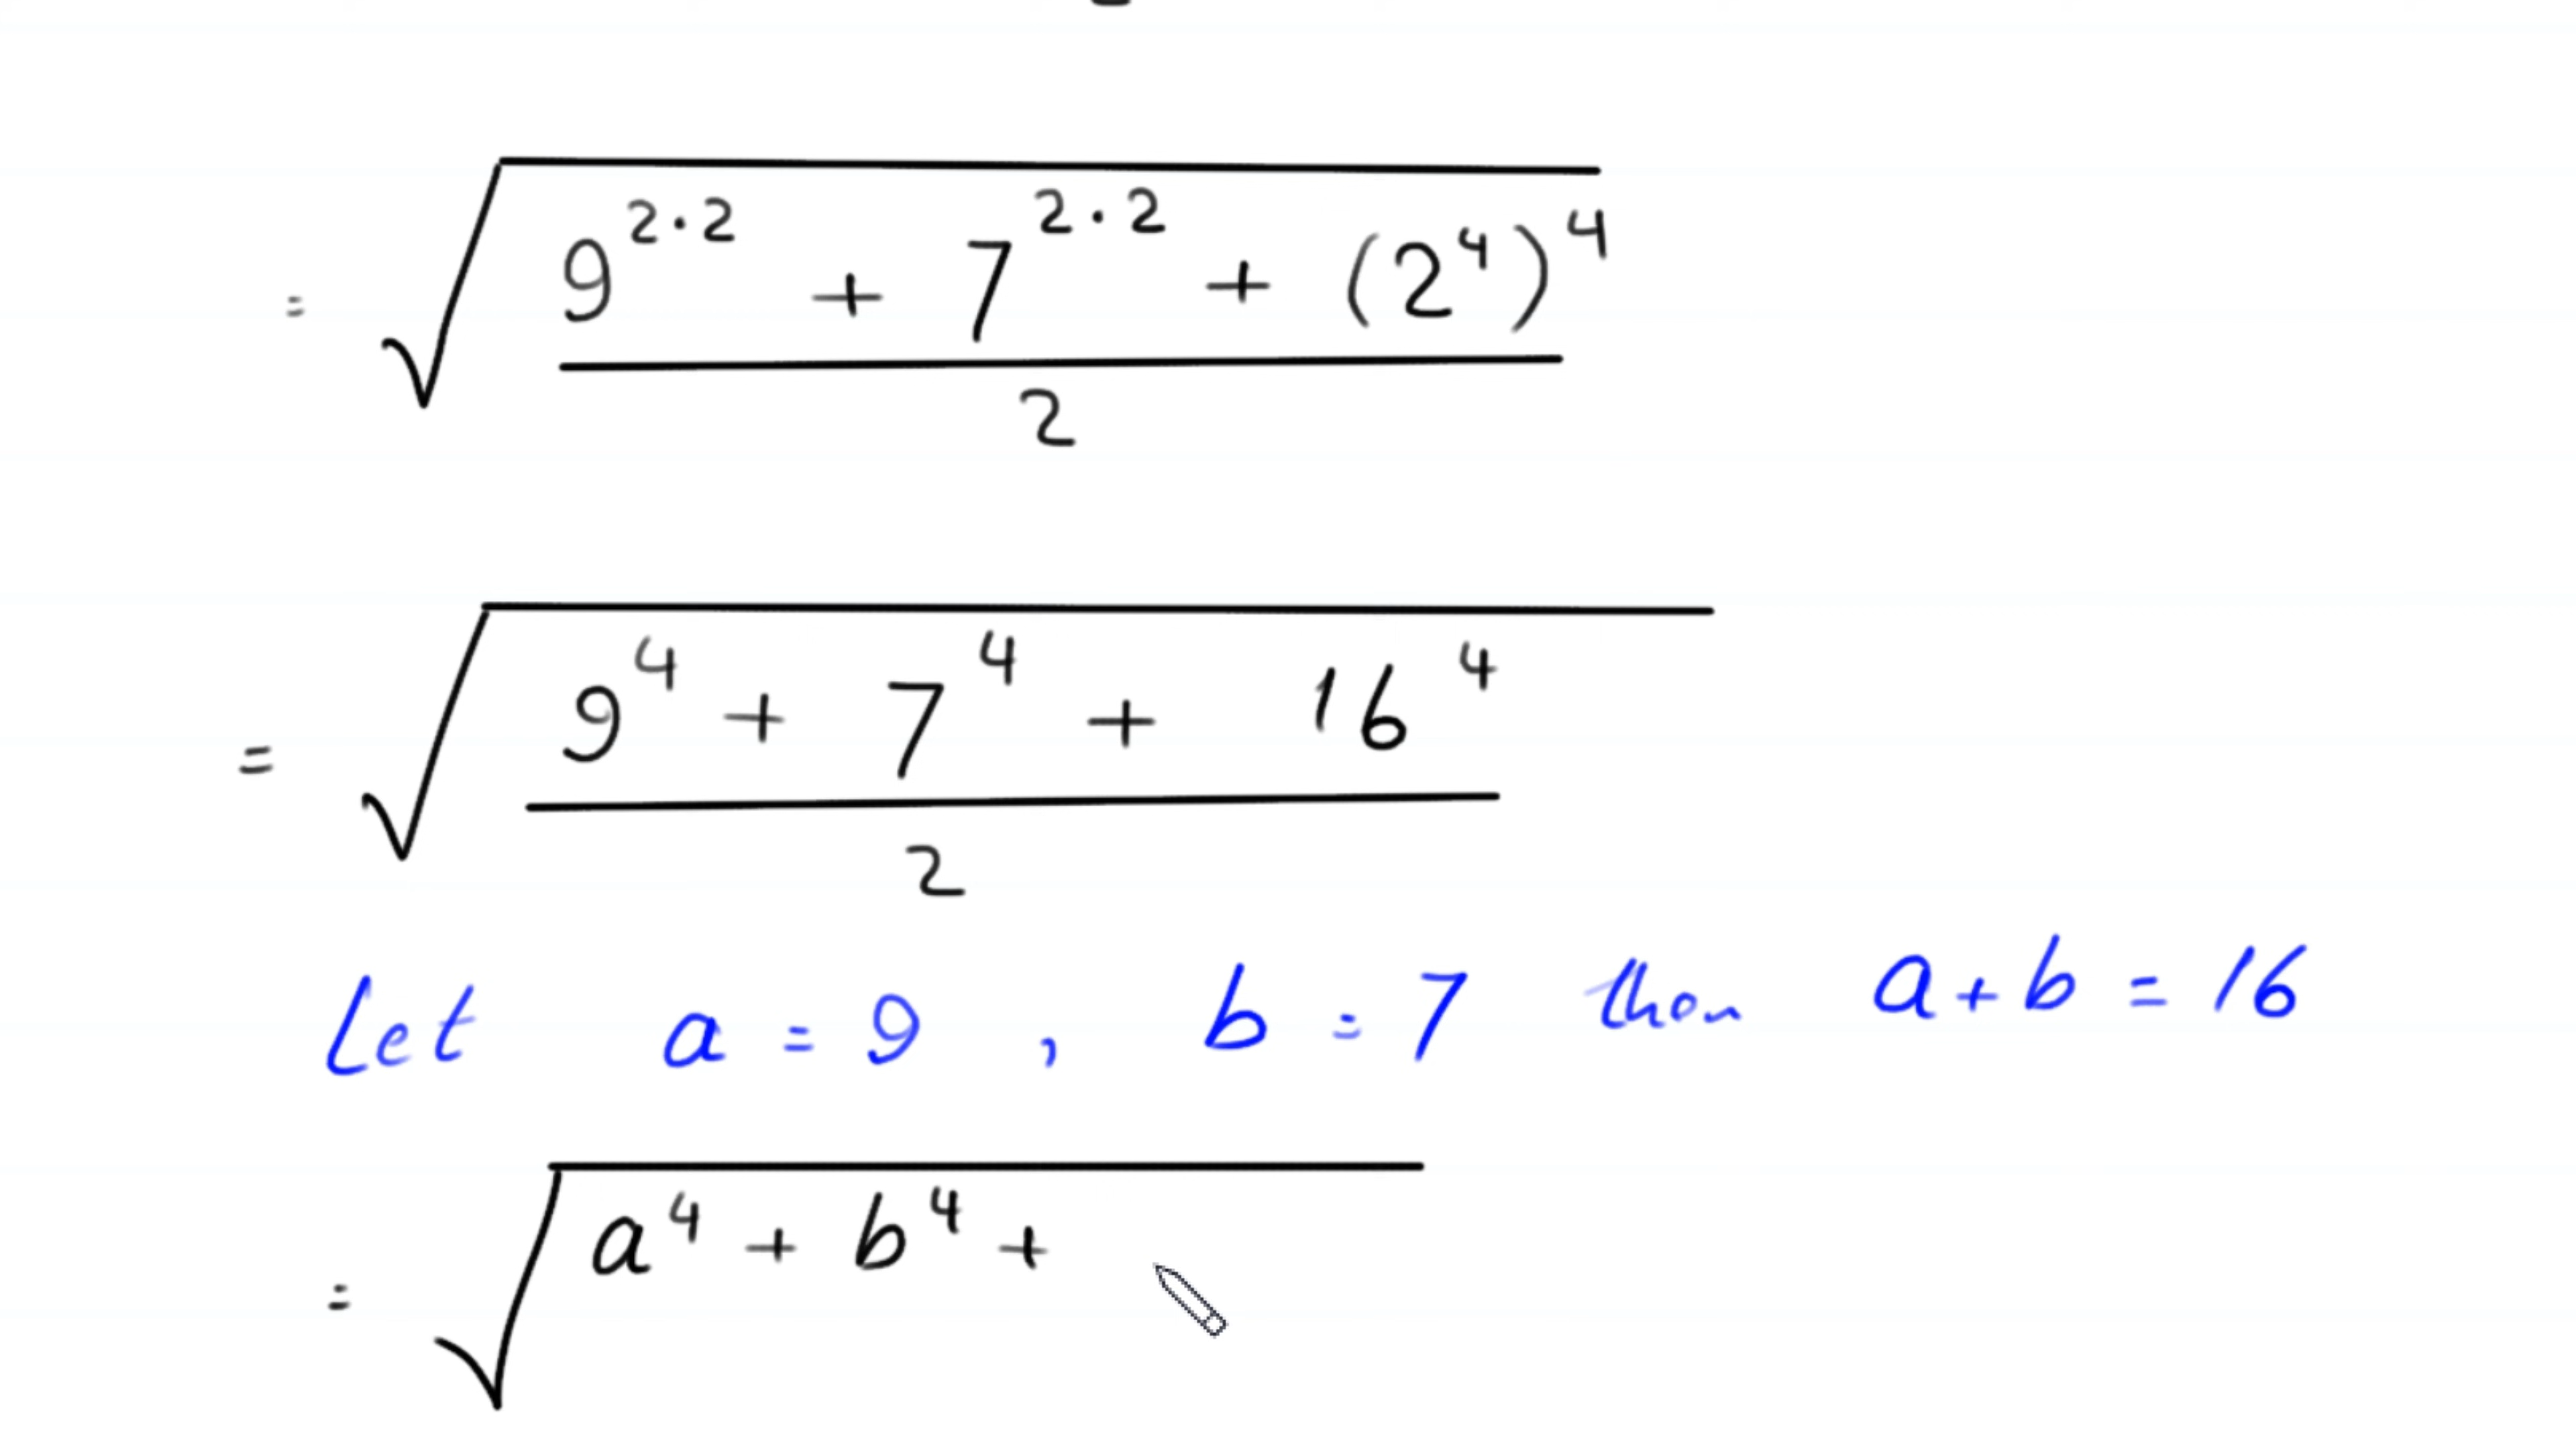 = √((9^(2·2) + 7^(2·2) + (2^4)^4)/2)
= √((9^4 + 7^4 + 16^4)/2)
Let a = 9 , b = 7 then a + b = 16
= √(a^4 + b^4 +